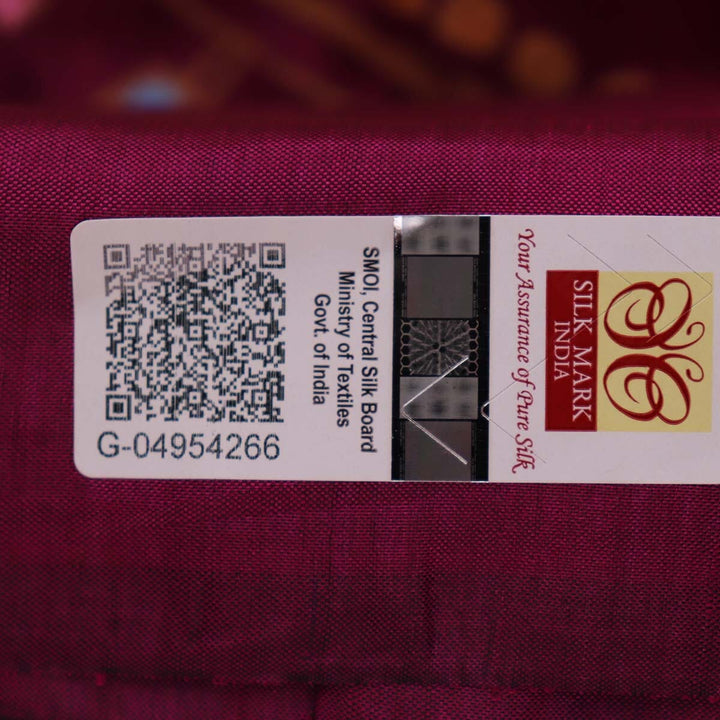 G-04954266
SMOI, Central Silk Board
Ministry of Textiles
Govt. of India
Your Assurance of Pure Silk
SILK MARK
INDIA